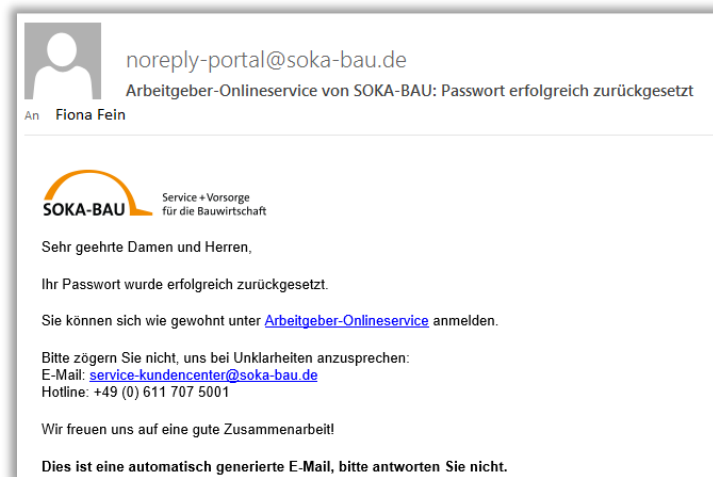 noreply-portal@soka-bau.de
Arbeitgeber-Onlineservice von SOKA-BAU: Passwort erfolgreich zurückgesetzt
An Fiona Fein
SOKA-BAU
Service + Vorsorge
für die Bauwirtschaft
Sehr geehrte Damen und Herren,
Ihr Passwort wurde erfolgreich zurückgesetzt.
Sie können sich wie gewohnt unter Arbeitgeber-Onlineservice anmelden.
Bitte zögern Sie nicht, uns bei Unklarheiten anzusprechen:
E-Mail: service-kundencenter@soka-bau.de
Hotline: +49 (0) 611 707 5001
Wir freuen uns auf eine gute Zusammenarbeit!
Dies ist eine automatisch generierte E-Mail, bitte antworten Sie nicht.